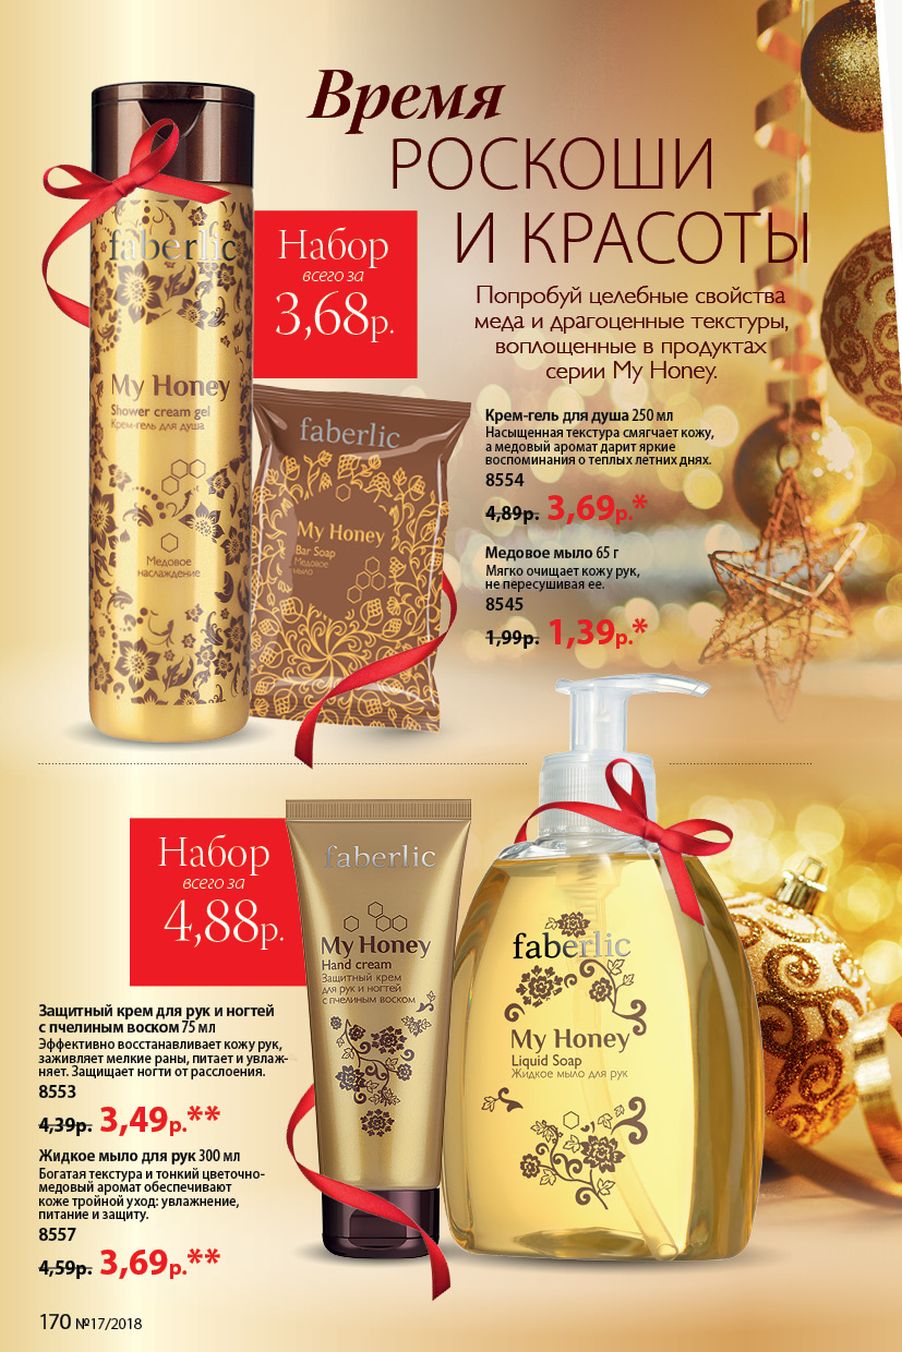 Время
РОСКОШИ
И КРАСОТЫ
Попробуй целебные свойства
меда и драгоценные текстуры,
воплощенные в продуктах
серии My Honey.
Набор
всего за
3,68р.
faberlic
My Honey
Shower cream gel
Крем-гель для душа
Медовое
наслаждение
faberlic
My Honey
Bar Soap
Медовое
мыло
Крем-гель для душа 250 мл
Насыщенная текстура смягчает кожу,
а медовый аромат дарит яркие
воспоминания о теплых летних днях.
8554
4,89р. 3,69р.*
Медовое мыло 65 г
Мягко очищает кожу рук,
не пересушивая ее.
8545
1,99р. 1,39р.*
Набор
всего за
4,88р.
faberlic
My Honey
Hand cream
Защитный крем
для рук и ногтей
с пчелиным воском
faberlic
My Honey
Liquid Soap
Жидкое мыло для рук
Защитный крем для рук и ногтей
с пчелиным воском 75 мл
Эффективно восстанавливает кожу рук,
заживляет мелкие раны, питает и увлаж-
няет. Защищает ногти от расслоения.
8553
4,39р. 3,49р.**
Жидкое мыло для рук 300 мл
Богатая текстура и тонкий цветочно-
медовый аромат обеспечивают
коже тройной уход: увлажнение,
питание и защиту.
8557
4,59р. 3,69р.**
170 №17/2018